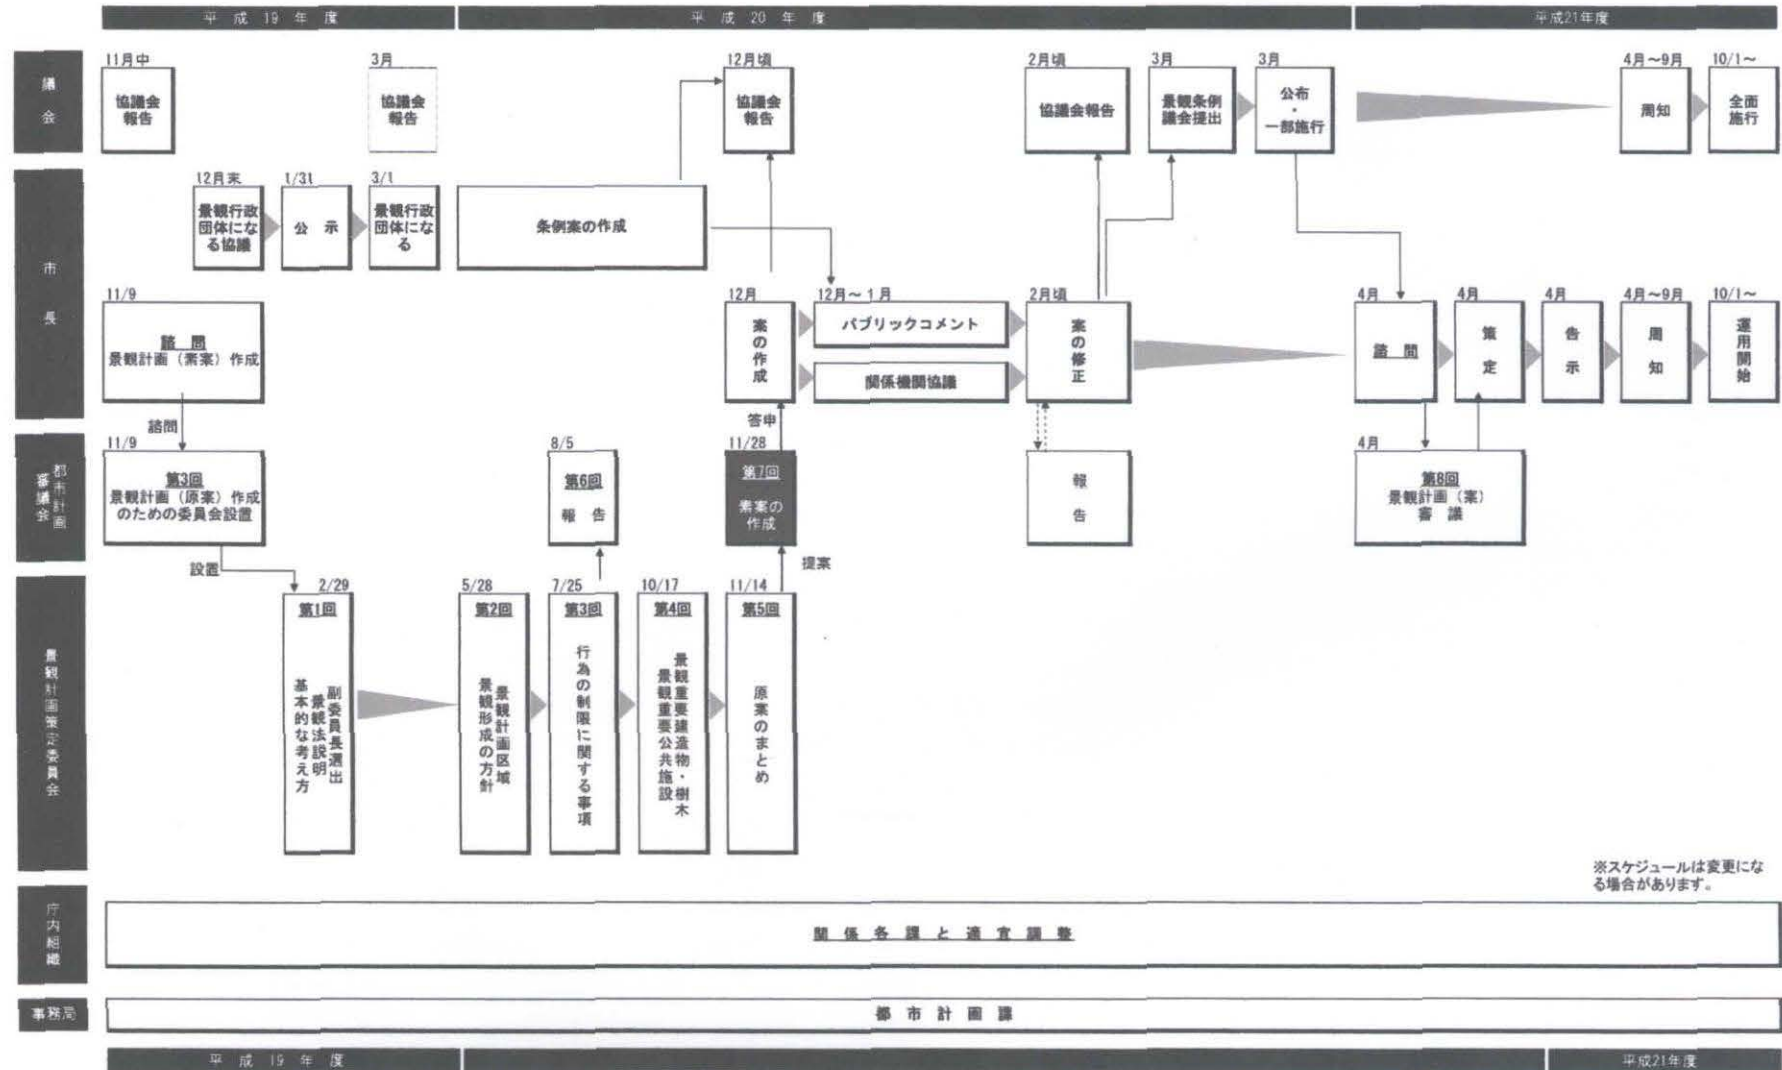 平成19年度
平成20年度
平成21年度
議会
11月中
協議会
報告
3月
協議会
報告
12月頃
協議会
報告
2月頃
協議会報告
3月
景観条例
議会提出
3月
公布
・
一部施行
4月～9月
周知
10/1～
全面
施行
市長
12月末
景観行政
団体にな
る協議
1/31
公示
3/1
景観行政
団体にな
る
条例案の作成
11/9
諮問
景観計画（素案）作成
12月
案の作成
12月～1月
パブリックコメント
関係機関協議
2月頃
案の修正
4月
諮問
4月
策定
4月
告示
4月～9月
周知
10/1～
運用開始
諮問
答申
都市計画
審議会
11/9
第3回
景観計画（原案）作成
のための委員会設置
8/5
第6回
報告
11/28
第7回
素案の
作成
報告
4月
第8回
景観計画（案）
審議
設置
提案
景観計画策定委員会
2/29
第1回
副委員長選出
景観法説明
基本的な考え方
5/28
第2回
景観計画区域
景観形成の方針
7/25
第3回
行為の制限に関する事項
10/17
第4回
景観重要建造物・樹木
景観重要公共施設
11/14
第5回
原案のまとめ
※スケジュールは変更にな
る場合があります。
庁内組織
関係各課と適宜調整
事務局
都市計画課
平成19年度
平成21年度